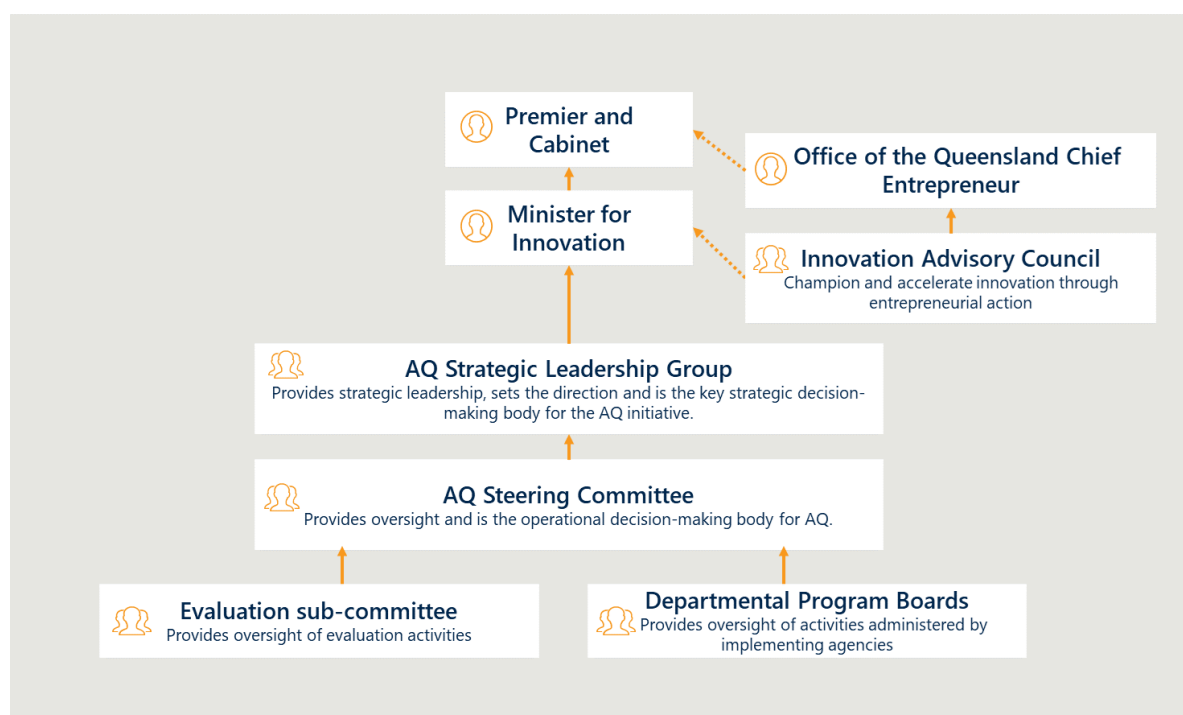 Premier and
Cabinet
Office of the Queensland Chief
Entrepreneur
Minister for
Innovation
Innovation Advisory Council
Champion and accelerate innovation through
entrepreneurial action
AQ Strategic Leadership Group
Provides strategic leadership, sets the direction and is the key strategic decision-
making body for the AQ initiative.
AQ Steering Committee
Provides oversight and is the operational decision-making body for AQ.
Evaluation sub-committee
Provides oversight of evaluation activities
Departmental Program Boards
Provides oversight of activities administered by
implementing agencies